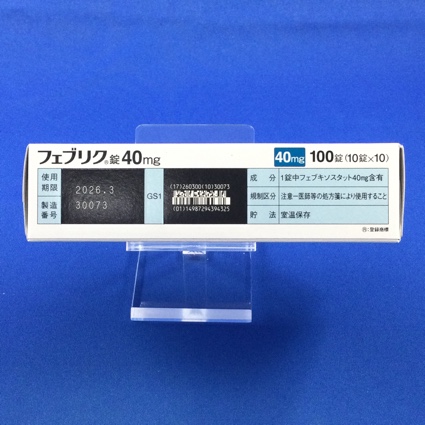 フェブリク®錠40mg
40mg 100錠(10錠×10)
使用
期限
2026.3
製造
番号
30073
GS1
(17)260300(10)30073
(01)14987294394325
成 分 1錠中フェブキソスタット40mg含有
規制区分 注意ー医師等の処方箋により使用すること
貯 法 室温保存
®:登録商標